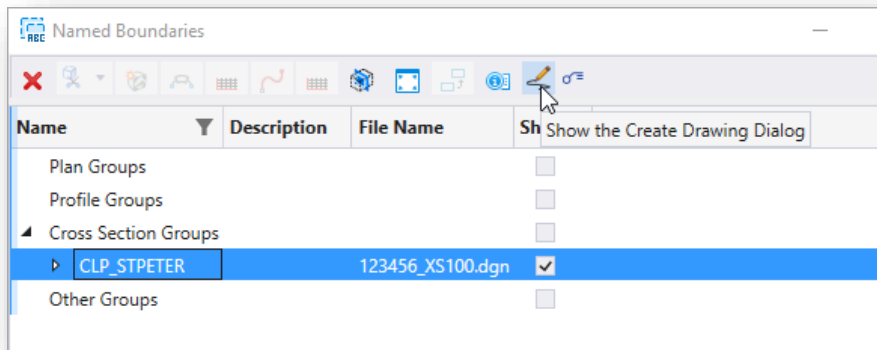 ABC Named Boundaries
Name Description File Name Sh
Show the Create Drawing Dialog
Plan Groups
Profile Groups
Cross Section Groups
CLP_STPETER 123456_XS100.dgn
Other Groups